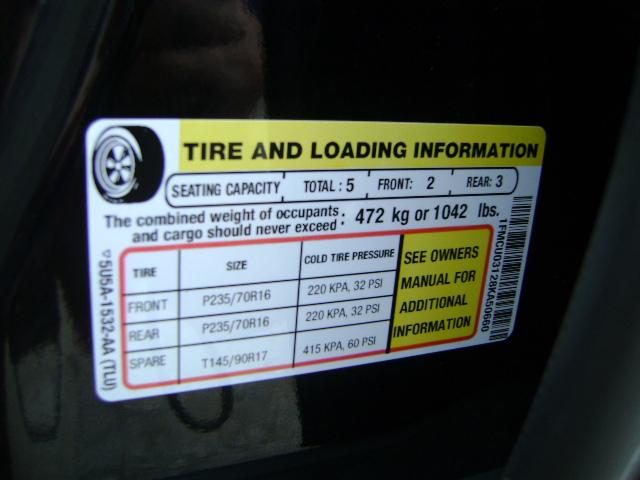 TIRE AND LOADING INFORMATION
SEATING CAPACITY TOTAL : 5 FRONT: 2 REAR: 3
The combined weight of occupants
and cargo should never exceed : 472 kg or 1042 lbs.
TIRE SIZE COLD TIRE PRESSURE
FRONT P235/70R16 220 KPA, 32 PSI
REAR P235/70R16 220 KPA, 32 PSI
SPARE T145/90R17 415 KPA, 60 PSI
SEE OWNERS
MANUAL FOR
ADDITIONAL
INFORMATION
5U5A-1532-AA (TLU)